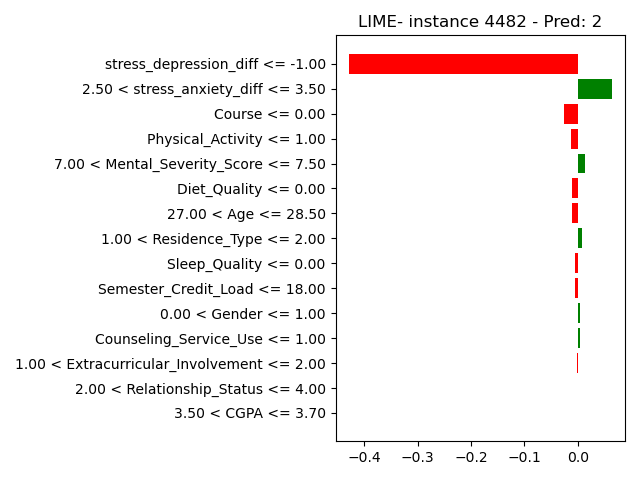 LIME- instance 4482 - Pred: 2
stress_depression_diff <= -1.00
2.50 < stress_anxiety_diff <= 3.50
Course <= 0.00
Physical_Activity <= 1.00
7.00 < Mental_Severity_Score <= 7.50
Diet_Quality <= 0.00
27.00 < Age <= 28.50
1.00 < Residence_Type <= 2.00
Sleep_Quality <= 0.00
Semester_Credit_Load <= 18.00
0.00 < Gender <= 1.00
Counseling_Service_Use <= 1.00
1.00 < Extracurricular_Involvement <= 2.00
2.00 < Relationship_Status <= 4.00
3.50 < CGPA <= 3.70
−0.4 −0.3 −0.2 −0.1 0.0